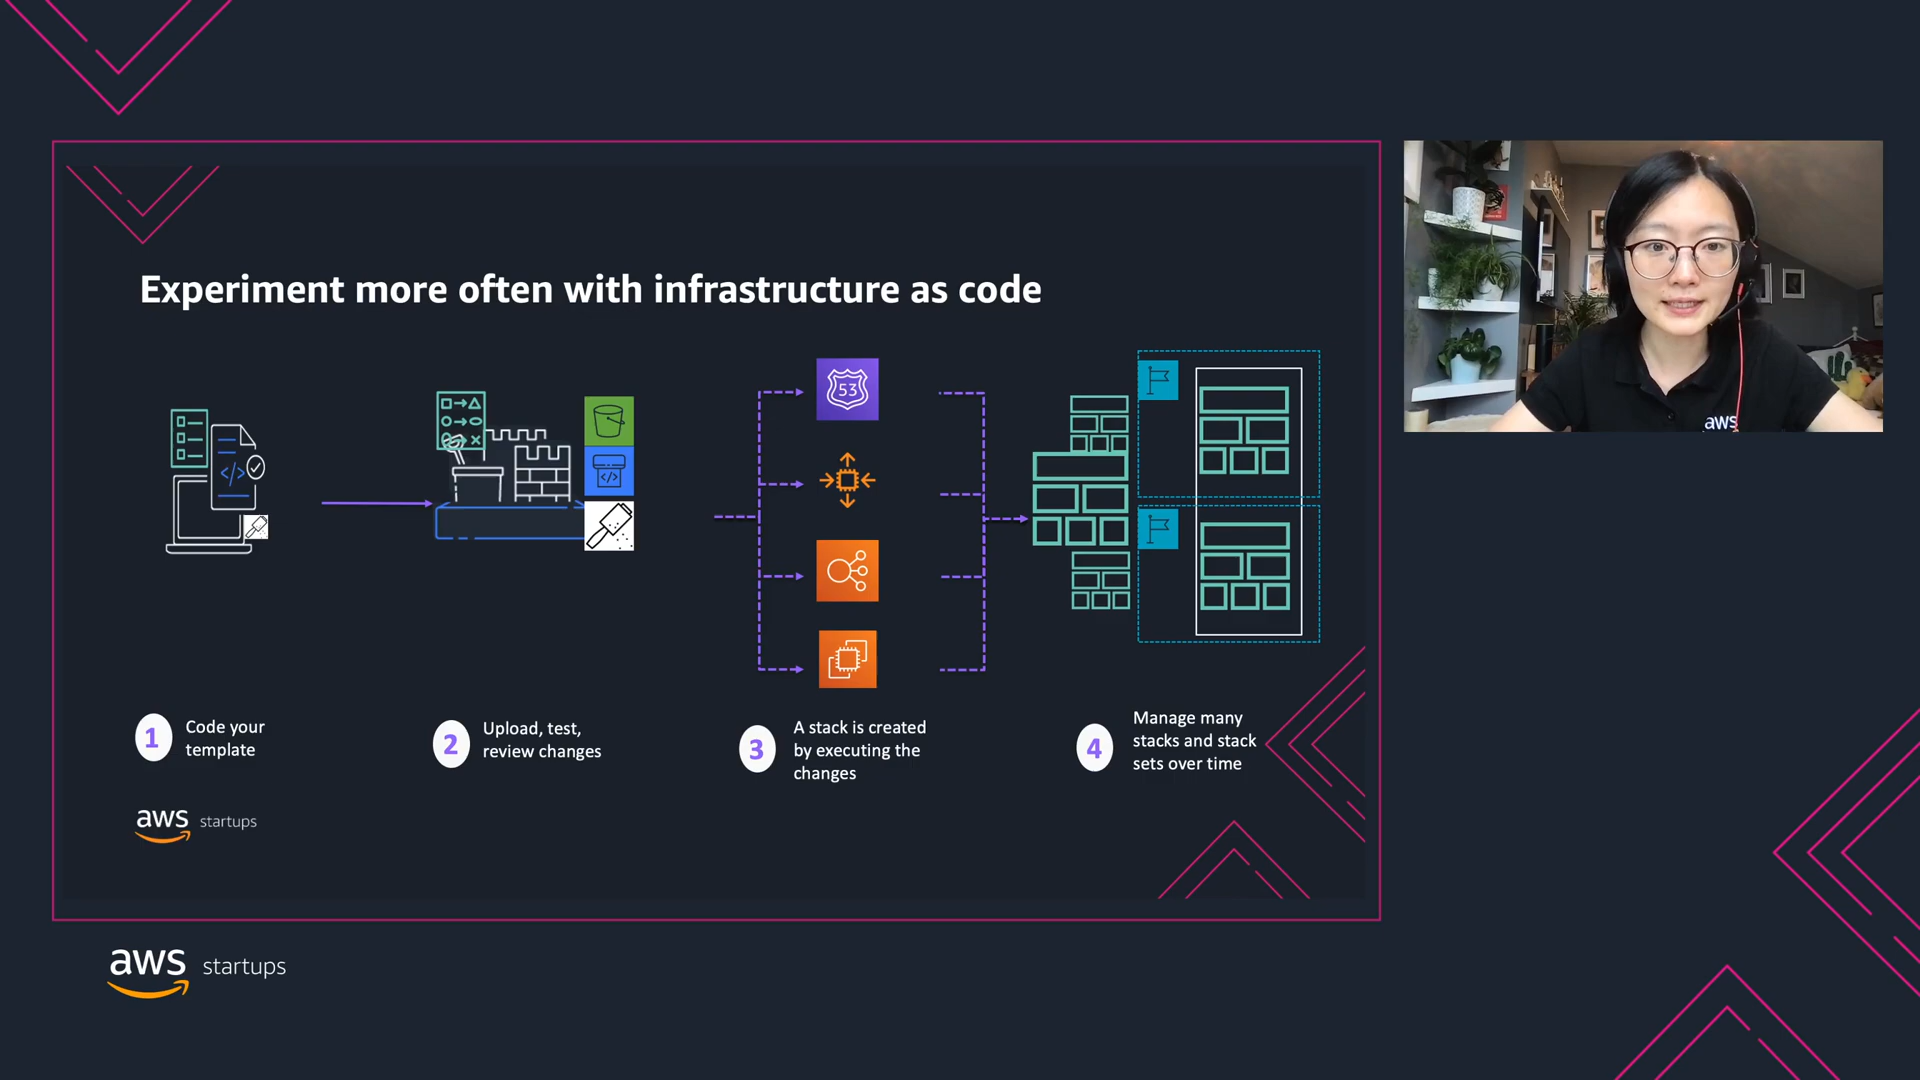 Experiment more often with infrastructure as code
53
1
Code your
template
2
Upload, test,
review changes
3
A stack is created
by executing the
changes
4
Manage many
stacks and stack
sets over time
aws startups
aws startups
aws